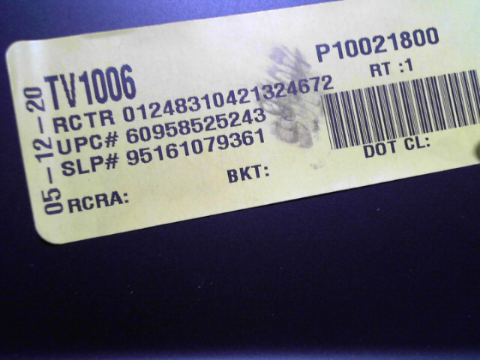 05-12-20
TV1006
P10021800
RCTR 01248310421324672
RT :1
UPC# 60958525243
SLP# 95161079361
RCRA:
BKT:
DOT CL: